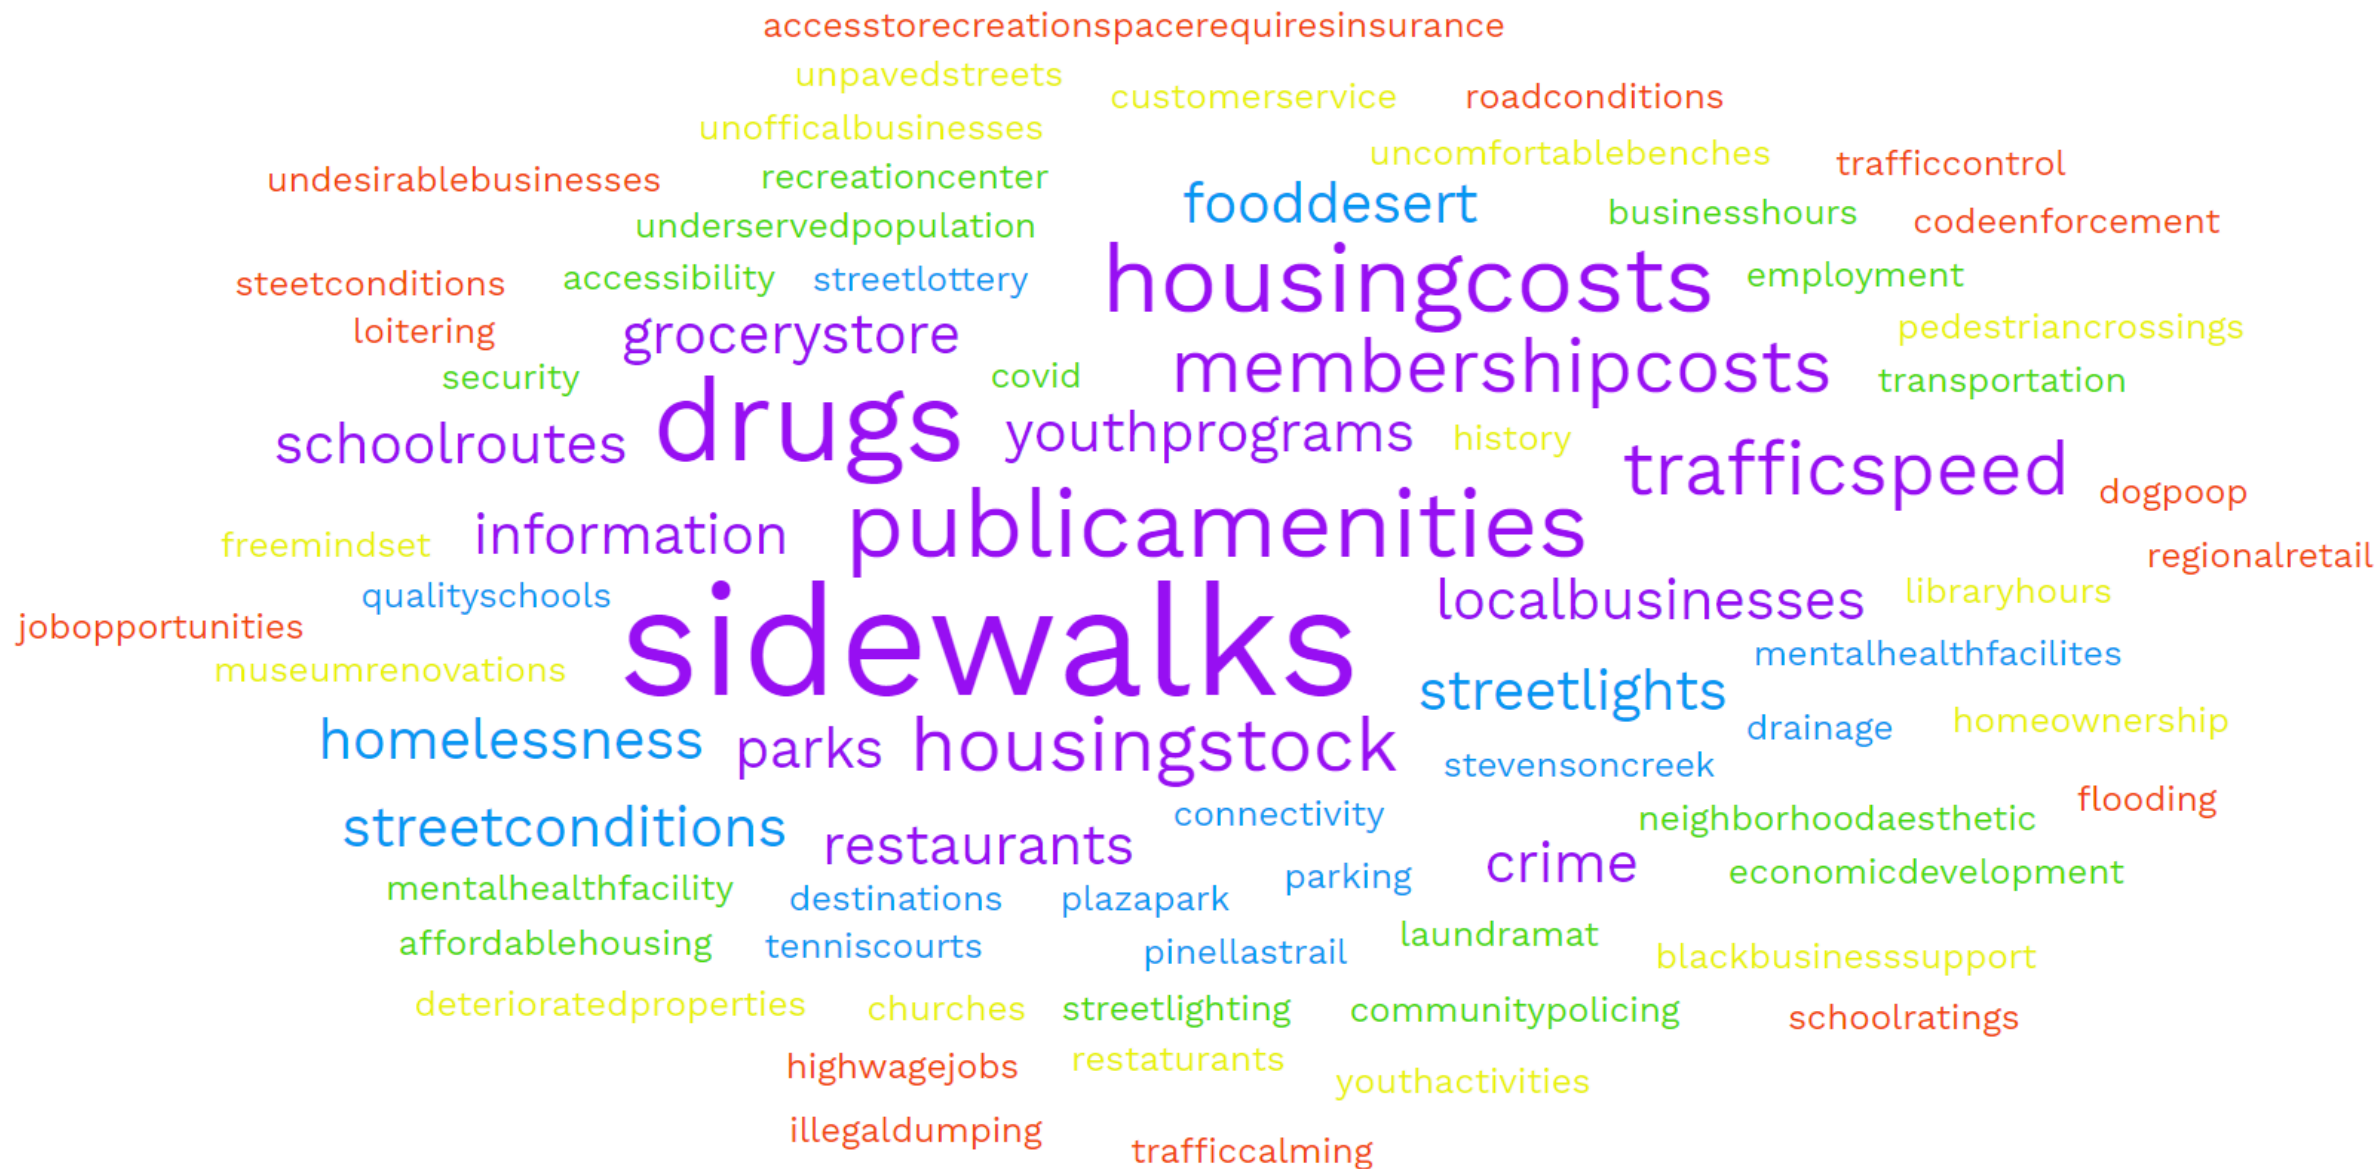 accesstorecreationspacerequiresinsurance
unpavedstreets
customerservice
roadconditions
unofficalbusinesses
uncomfortablebenches
trafficcontrol
undesirablebusinesses
recreationcenter
fooddesert
businesshours
codeenforcement
underservedpopulation
steetconditions
accessibility
streetlottery
housingcosts
employment
loitering
grocerystore
pedestriancrossings
security
covid
membershipcosts
transportation
schoolroutes
drugs
youthprograms
history
trafficspeed
dogpoop
freemindset
information
publicamenities
regionalretail
qualityschools
localbusinesses
libraryhours
jobopportunities
sidewalks
mentalhealthfacilites
museumrenovations
streetlights
homelessness
parks
housingstock
drainage
homeownership
stevensoncreek
streetconditions
restaurants
connectivity
neighborhoodaesthetic
flooding
mentalhealthfacility
destinations
plazapark
parking
crime
economicdevelopment
affordablehousing
tenniscourts
pinellastrail
laundramat
blackbusinesssupport
deterioratedproperties
churches
streetlighting
communitypolicing
schoolratings
highwagejobs
restaturants
youthactivities
illegaldumping
trafficcalming